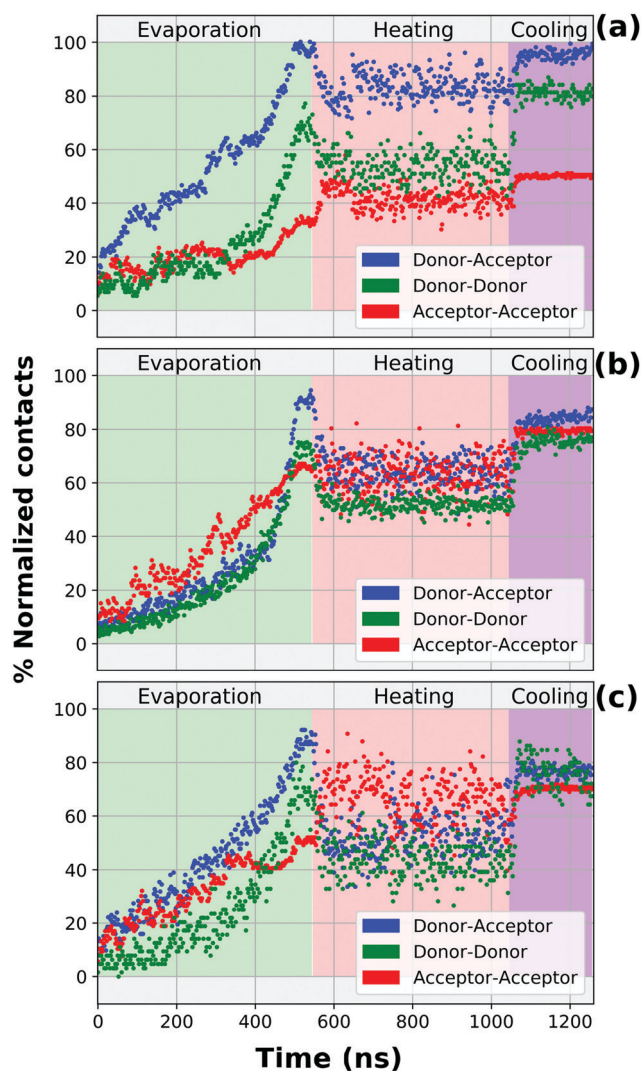 Evaporation Heating Cooling (a)
100
80
60
40
20
0
Donor-Acceptor
Donor-Donor
Acceptor-Acceptor
Evaporation Heating Cooling (b)
100
80
60
40
20
0
Donor-Acceptor
Donor-Donor
Acceptor-Acceptor
% Normalized contacts
Evaporation Heating Cooling (c)
100
80
60
40
20
0
Donor-Acceptor
Donor-Donor
Acceptor-Acceptor
0 200 400 600 800 1000 1200
Time (ns)